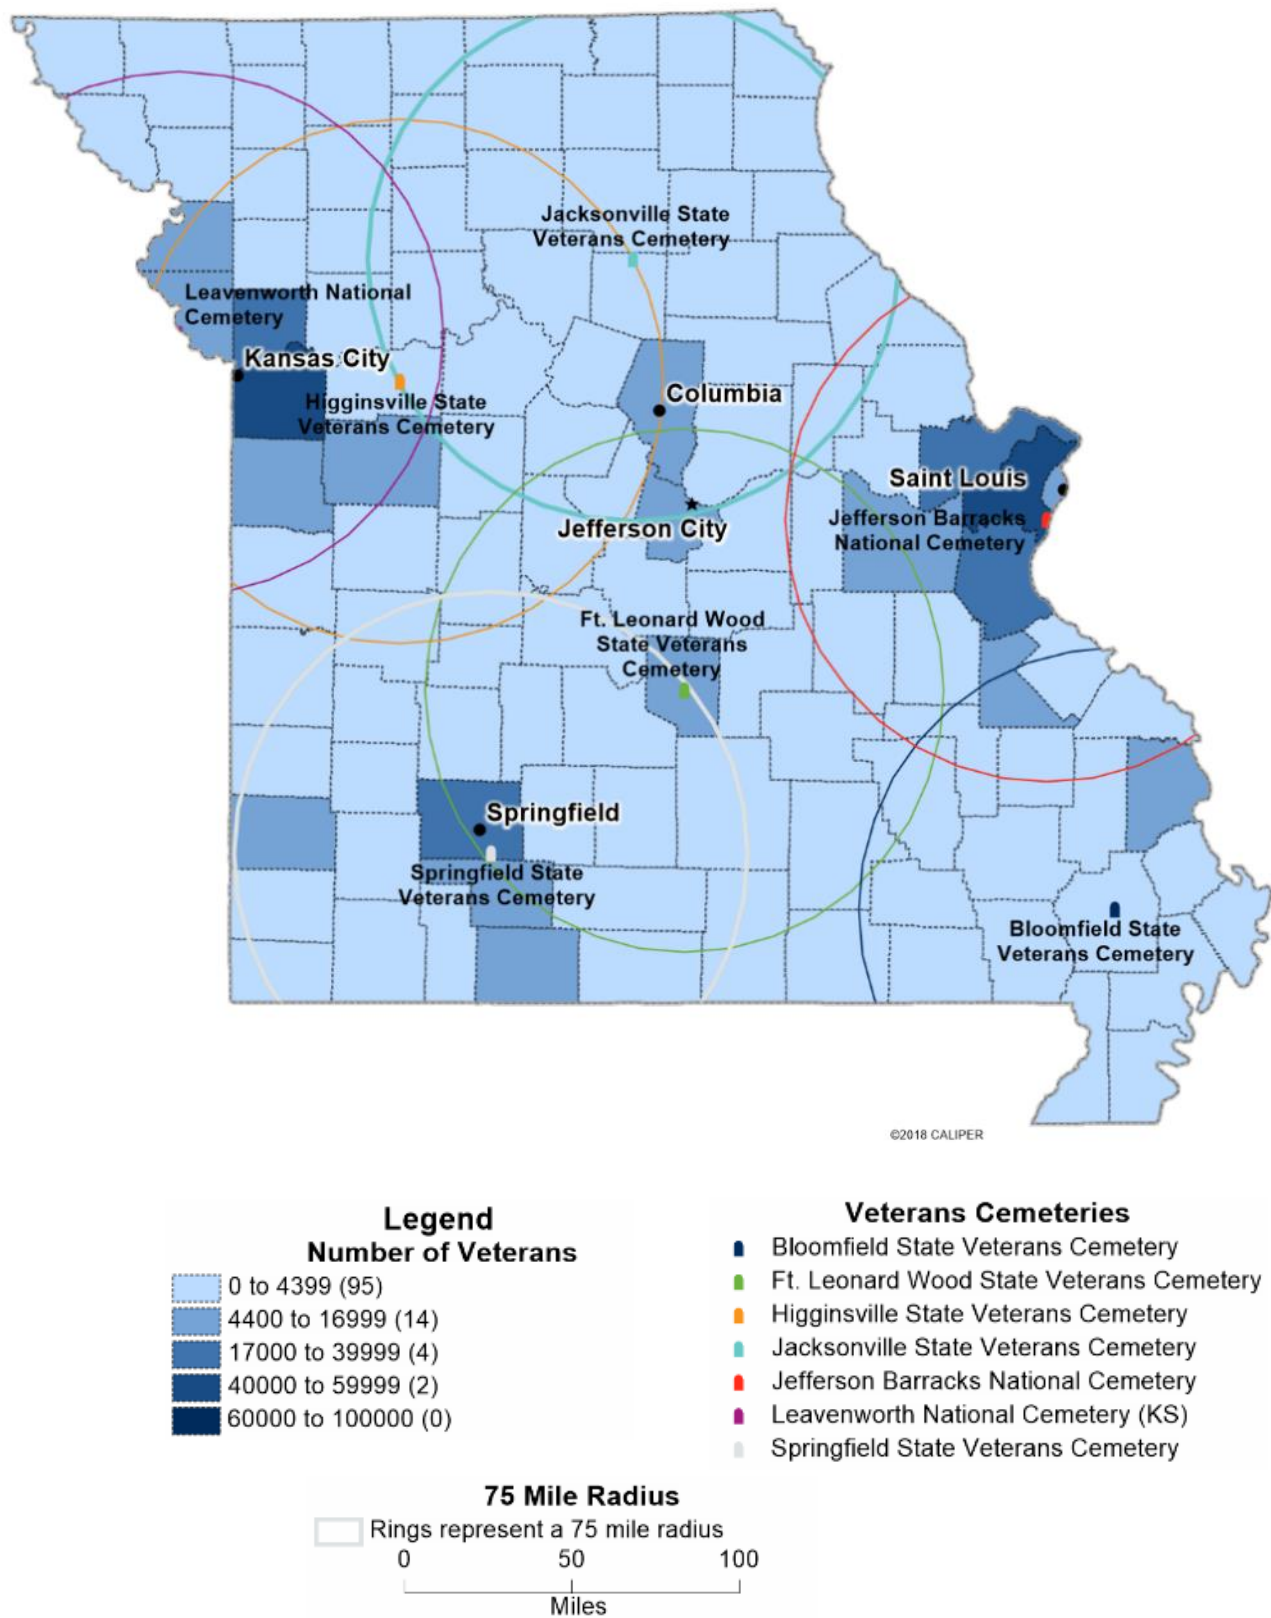 Jacksonville State
Veterans Cemetery
Leavenworth National
Cemetery
Kansas City
Higginsville State
Veterans Cemetery
Columbia
Saint Louis
Jefferson Barracks
National Cemetery
Jefferson City
Ft. Leonard Wood
State Veterans
Cemetery
Springfield
Springfield State
Veterans Cemetery
Bloomfield State
Veterans Cemetery
©2018 CALIPER
Legend
Number of Veterans
0 to 4399 (95)
4400 to 16999 (14)
17000 to 39999 (4)
40000 to 59999 (2)
60000 to 100000 (0)
Veterans Cemeteries
Bloomfield State Veterans Cemetery
Ft. Leonard Wood State Veterans Cemetery
Higginsville State Veterans Cemetery
Jacksonville State Veterans Cemetery
Jefferson Barracks National Cemetery
Leavenworth National Cemetery (KS)
Springfield State Veterans Cemetery
75 Mile Radius
Rings represent a 75 mile radius
0 50 100
Miles